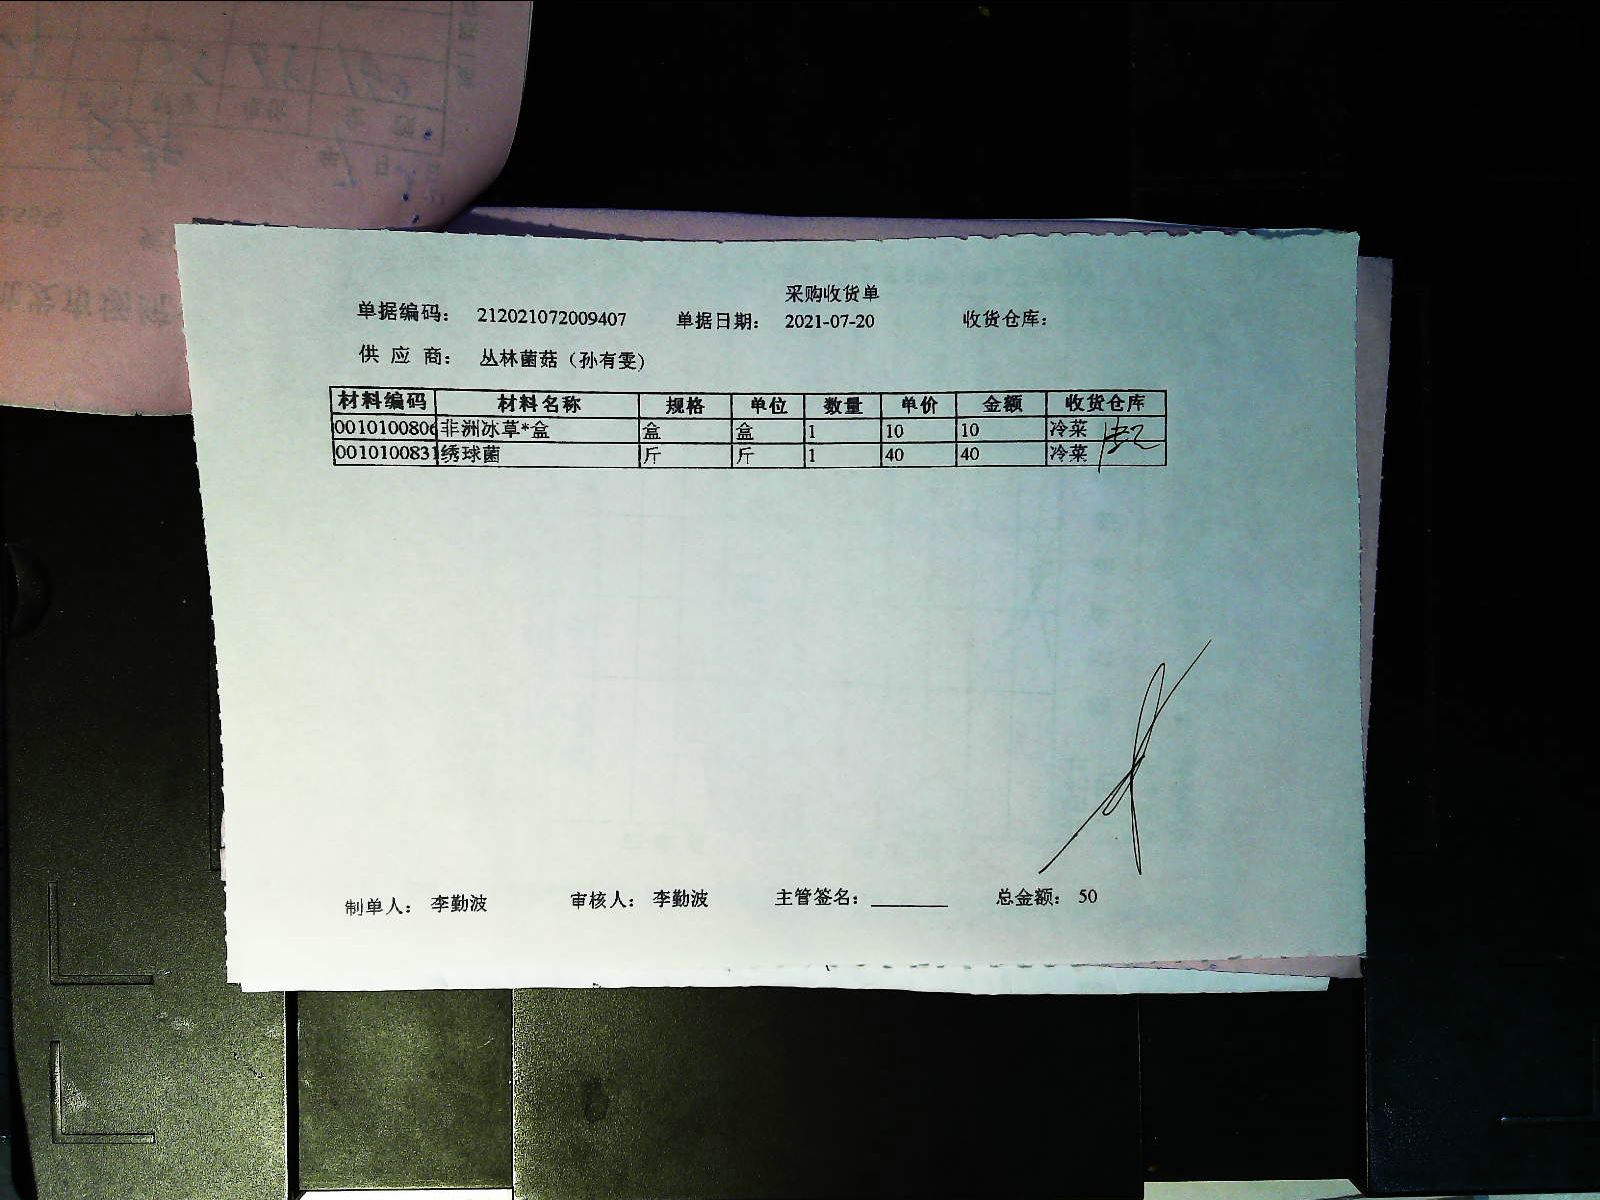 采购收货单
单据编码： 212021072009407 单据日期： 2021-07-20 收货仓库：
供 应 商： 丛林菌菇（孙有雯）
材料编码 材料名称 规格 单位 数量 单价 金额 收货仓库
0010100806 非洲冰草*盒 盒 盒 1 10 10 冷菜
0010100831 绣球菌 斤 斤 1 40 40 冷菜
制单人： 李勤波 审核人： 李勤波 主管签名： 总金额： 50